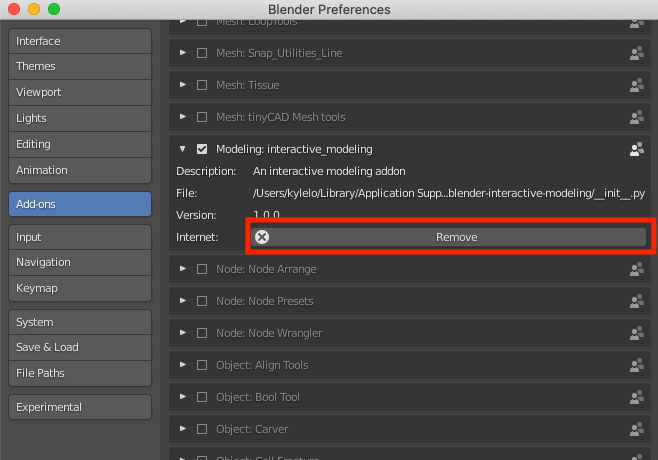 Blender Preferences
Interface
Themes
Viewport
Lights
Editing
Animation
Add-ons
Input
Navigation
Keymap
System
Save & Load
File Paths
Experimental
Mesh: LoopTools
Mesh: Snap_Utilities_Line
Mesh: Tissue
Mesh: tinyCAD Mesh tools
Modeling: interactive_modeling
Description: An interactive modeling addon
File: /Users/kylelo/Library/Application Supp...blender-interactive-modeling/__init__.py
Version: 1.0.0
Internet: Remove
Node: Node Arrange
Node: Node Presets
Node: Node Wrangler
Object: Align Tools
Object: Bool Tool
Object: Carver
Object: Cell Fracture